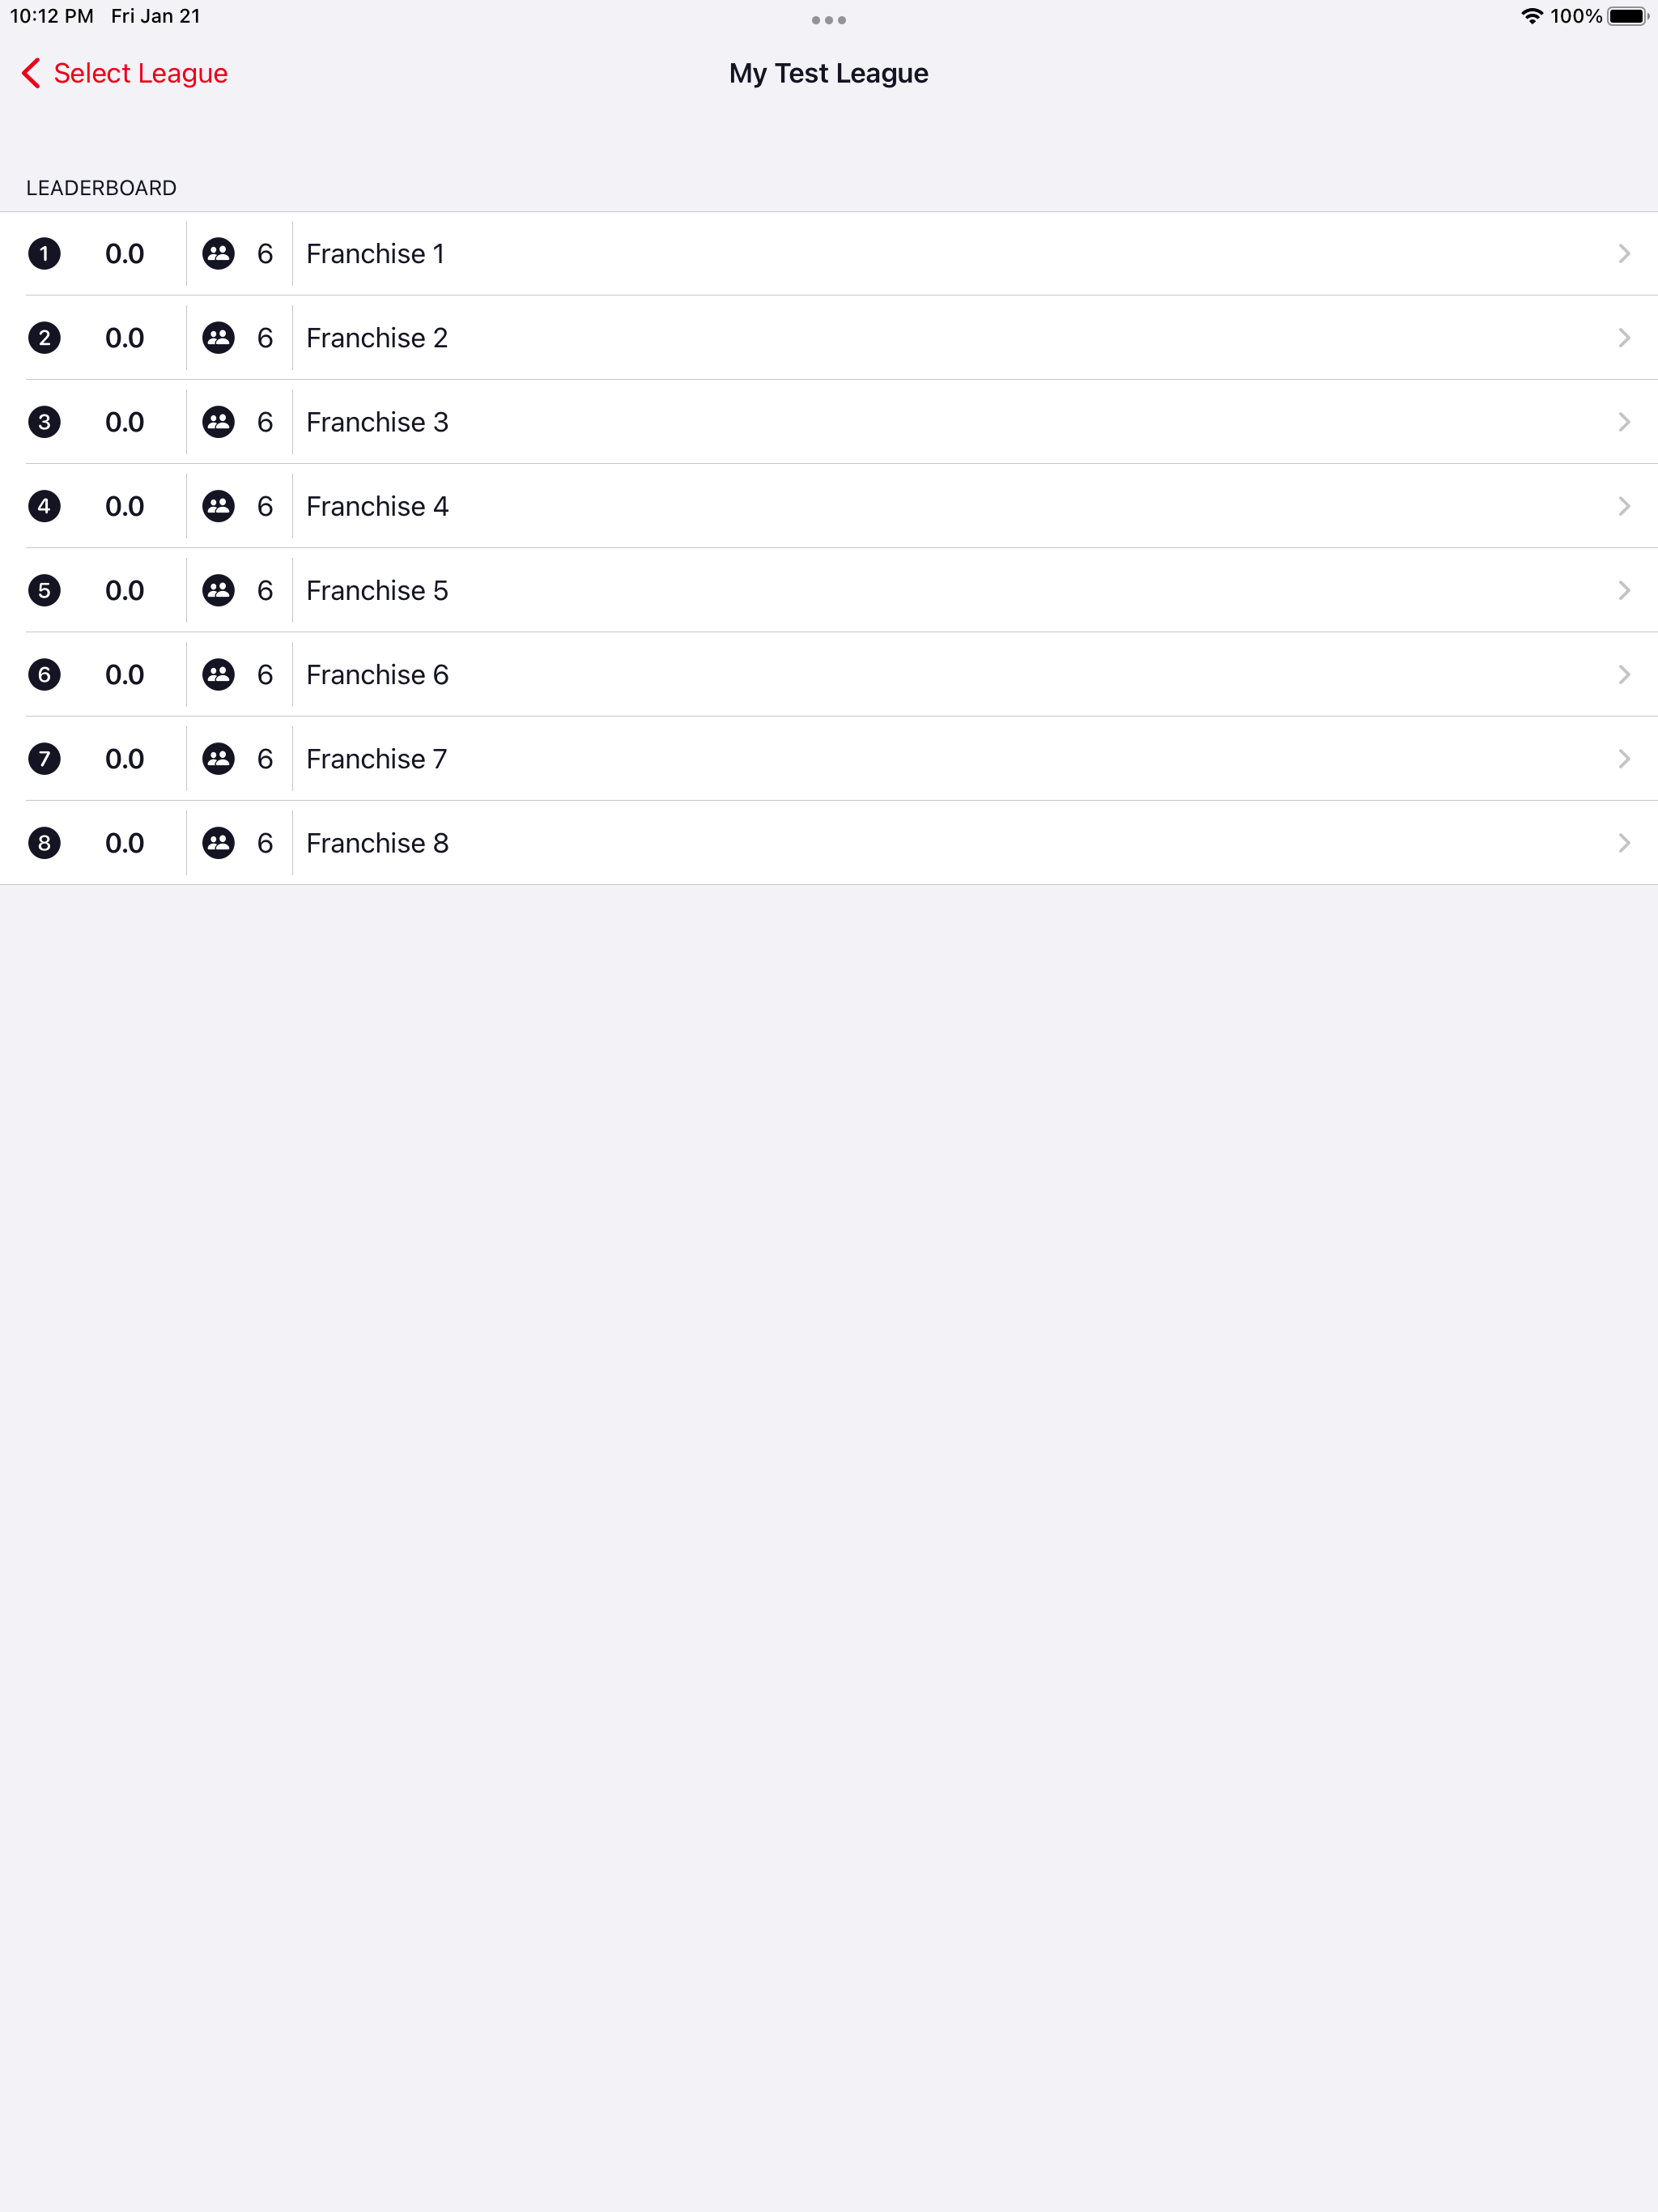 10:12 PM Fri Jan 21 100%
Select League My Test League
LEADERBOARD
1 0.0 6 Franchise 1
2 0.0 6 Franchise 2
3 0.0 6 Franchise 3
4 0.0 6 Franchise 4
5 0.0 6 Franchise 5
6 0.0 6 Franchise 6
7 0.0 6 Franchise 7
8 0.0 6 Franchise 8